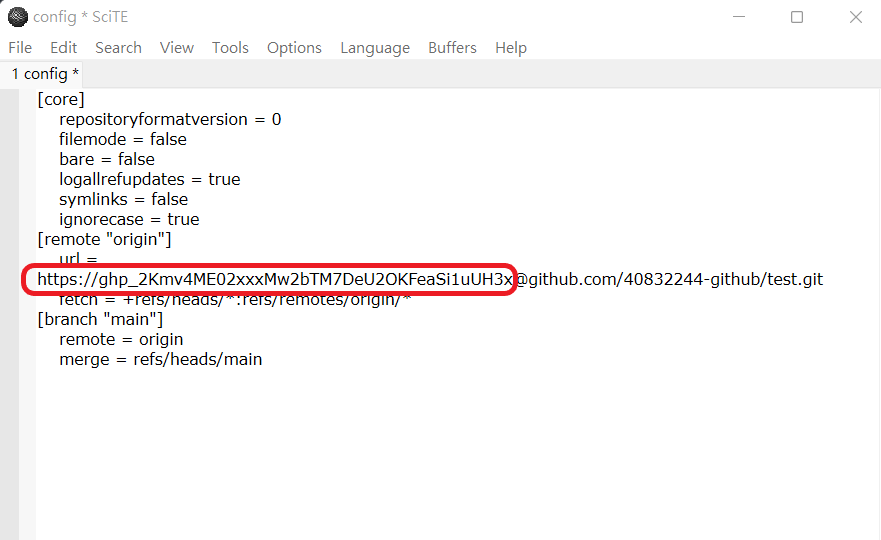 config * SciTE
File Edit Search View Tools Options Language Buffers Help
1 config *
[core]
repositoryformatversion = 0
filemode = false
bare = false
logallrefupdates = true
symlinks = false
ignorecase = true
[remote "origin"]
url =
https://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@github.com/40832244-github/test.git
fetch = +refs/heads/*:refs/remotes/origin/*
[branch "main"]
remote = origin
merge = refs/heads/main